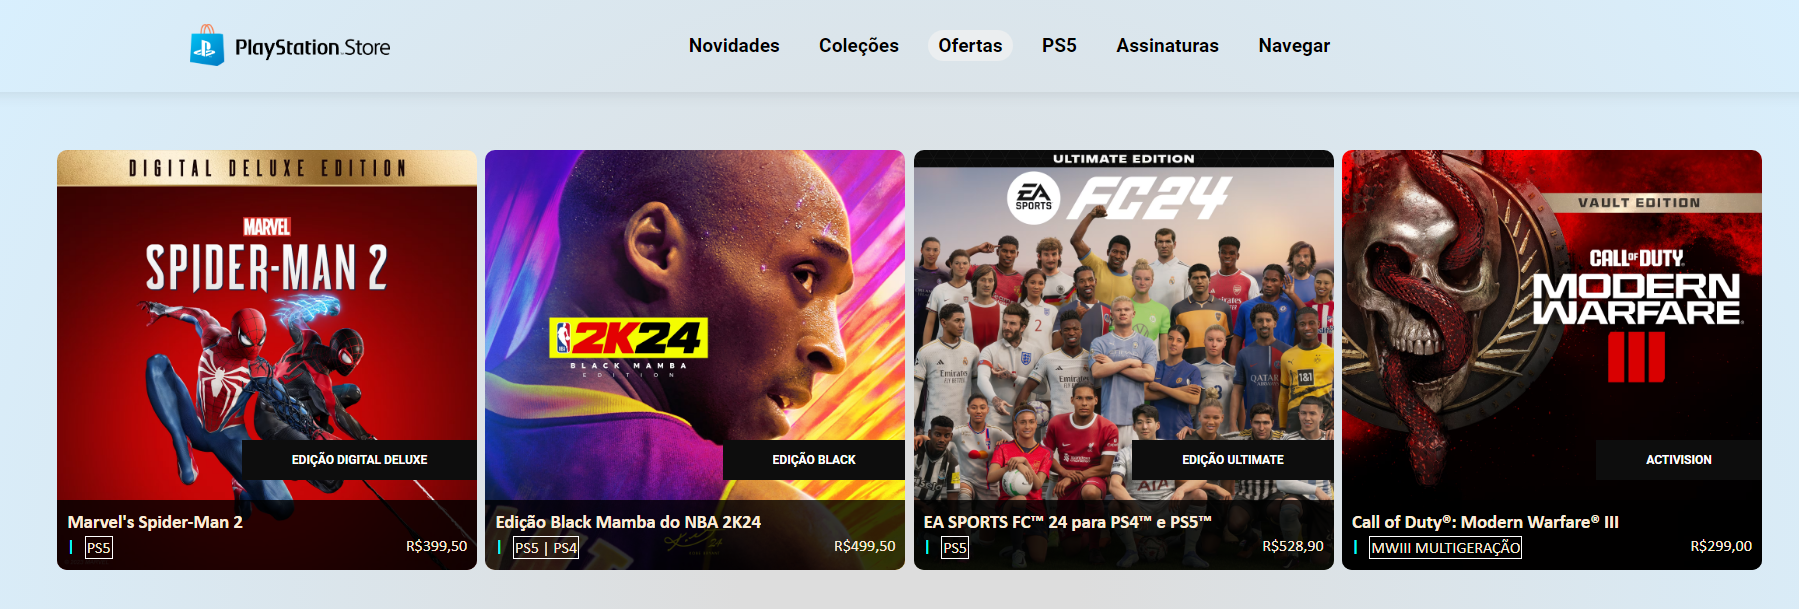 PlayStation Store
Novidades
Coleções
Ofertas
PS5
Assinaturas
Navegar
DIGITAL DELUXE EDITION
MARVEL
SPIDER-MAN 2
EDIÇÃO DIGITAL DELUXE
Marvel's Spider-Man 2
| PS5
R$399,50
2K24
BLACK MAMBA
EDITION
EDIÇÃO BLACK
Edição Black Mamba do NBA 2K24
| PS5 | PS4
R$499,50
ULTIMATE EDITION
EA SPORTS FC24
EDIÇÃO ULTIMATE
EA SPORTS FC™ 24 para PS4™ e PS5™
| PS5
R$528,90
VAULT EDITION
CALL OF DUTY
MODERN
WARFARE
III
ACTIVISION
Call of Duty®: Modern Warfare® III
| MWIII MULTIGERAÇÃO
R$299,00